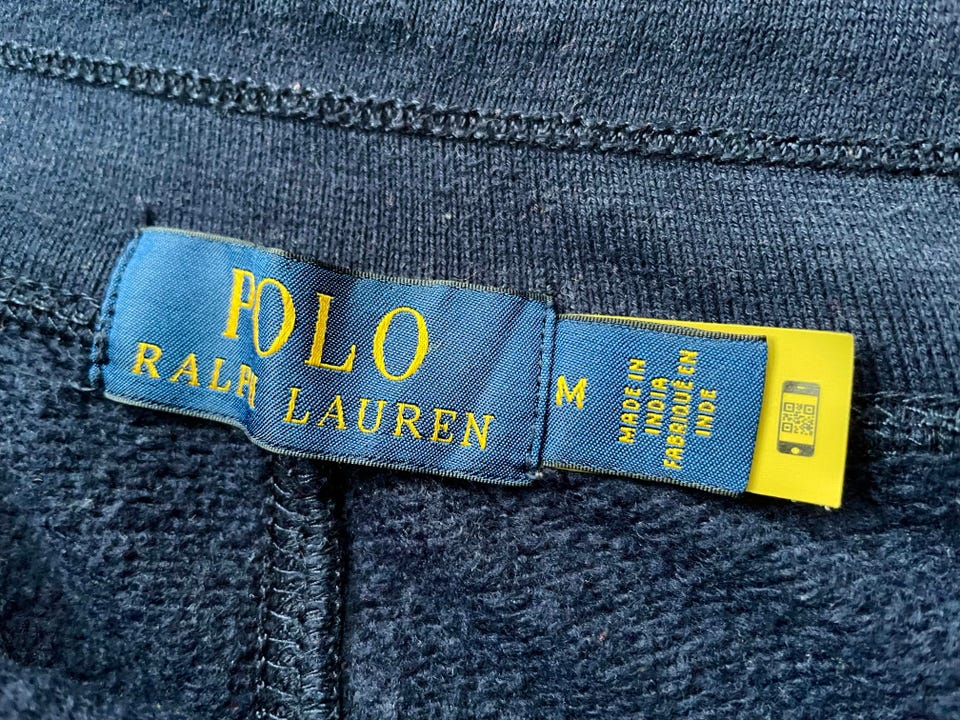 POLO
RALPH LAUREN
M
MADE IN
INDIA
FABRIQUÉ EN
INDE